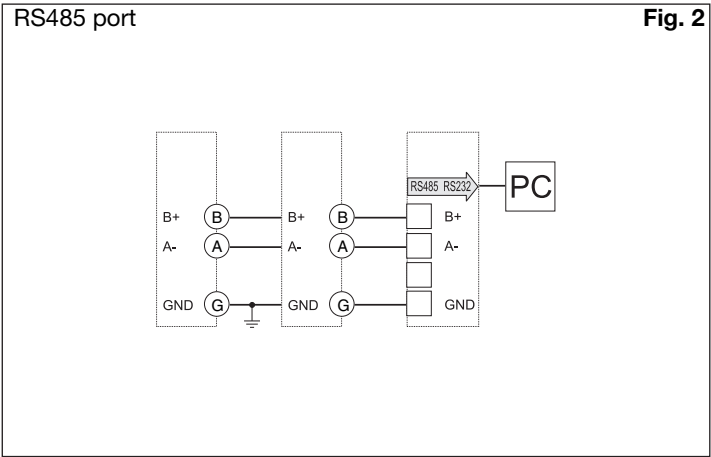 RS485 port Fig. 2
RS485 RS232 PC
B+ B B+ B B+
A- A A- A A-
GND G GND G GND